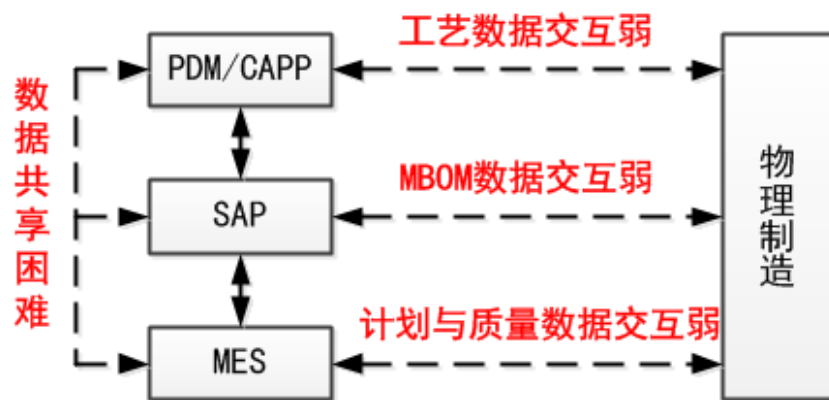 工艺数据交互弱
PDM/CAPP
数据共享困难
MBOM数据交互弱
SAP
物理制造
计划与质量数据交互弱
MES